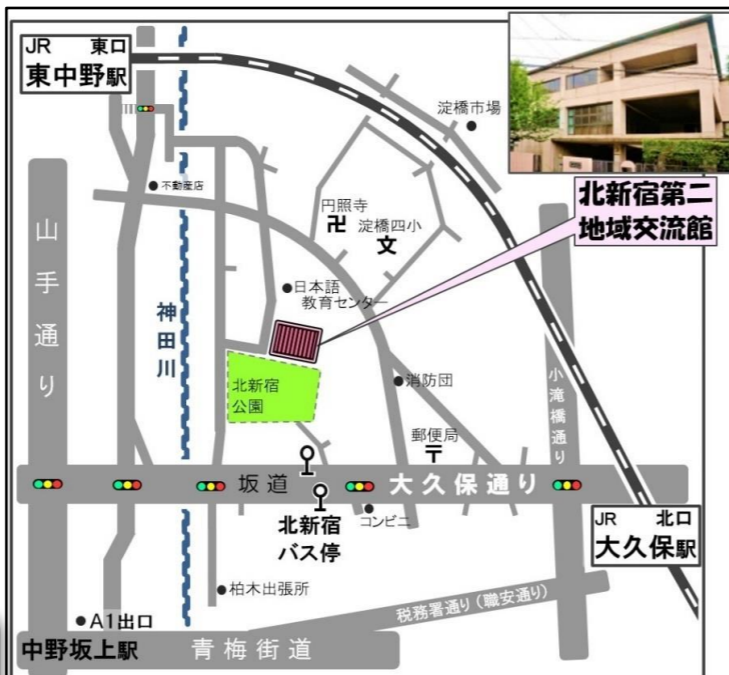 JR 東口
東中野駅
淀橋市場
不動産店
円照寺
卍
淀橋四小
文
北新宿第二
地域交流館
山手通り
神田川
日本語
教育センター
北新宿
公園
消防団
小滝橋通り
郵便局
〒
坂道
大久保通り
北新宿
バス停
コンビニ
JR 北口
大久保駅
柏木出張所
税務署通り(職安通り)
A1出口
中野坂上駅
青梅街道